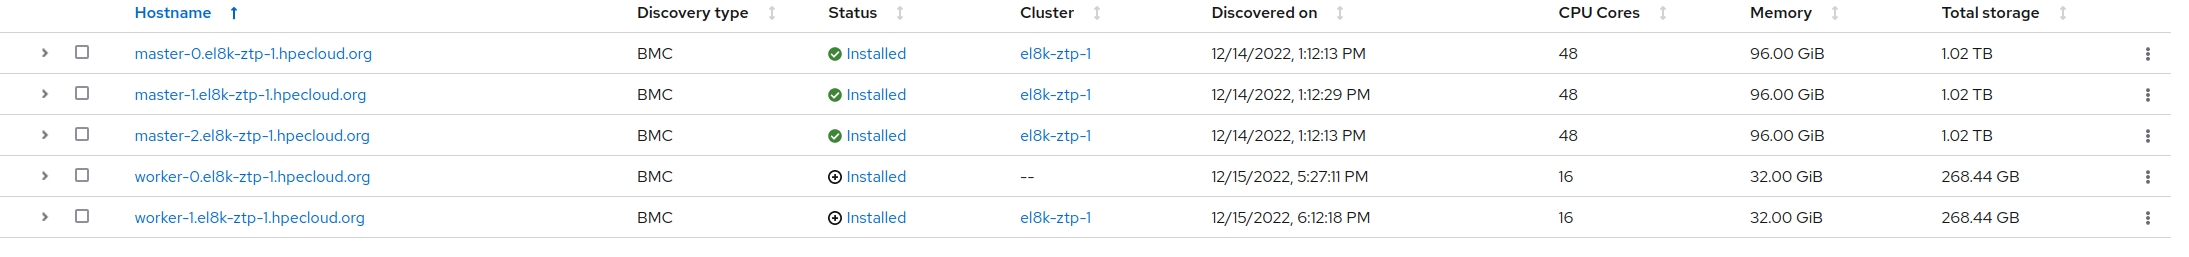 Hostname Discovery type Status Cluster Discovered on CPU Cores Memory Total storage
master-0.el8k-ztp-1.hpecloud.org BMC Installed el8k-ztp-1 12/14/2022, 1:12:13 PM 48 96.00 GiB 1.02 TB
master-1.el8k-ztp-1.hpecloud.org BMC Installed el8k-ztp-1 12/14/2022, 1:12:29 PM 48 96.00 GiB 1.02 TB
master-2.el8k-ztp-1.hpecloud.org BMC Installed el8k-ztp-1 12/14/2022, 1:12:13 PM 48 96.00 GiB 1.02 TB
worker-0.el8k-ztp-1.hpecloud.org BMC Installed -- 12/15/2022, 5:27:11 PM 16 32.00 GiB 268.44 GB
worker-1.el8k-ztp-1.hpecloud.org BMC Installed el8k-ztp-1 12/15/2022, 6:12:18 PM 16 32.00 GiB 268.44 GB